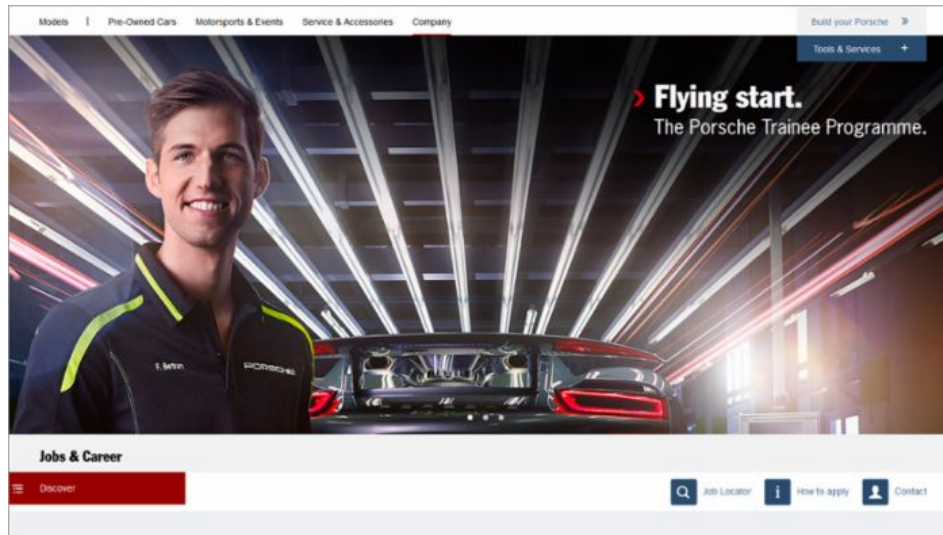 Models | Pre-Owned Cars Motorsports & Events Service & Accessories Company Build your Porsche »
Tools & Services +
Flying start.
The Porsche Trainee Programme.
PORSCHE
Jobs & Career
Discover
Job Locator i How to apply Contact